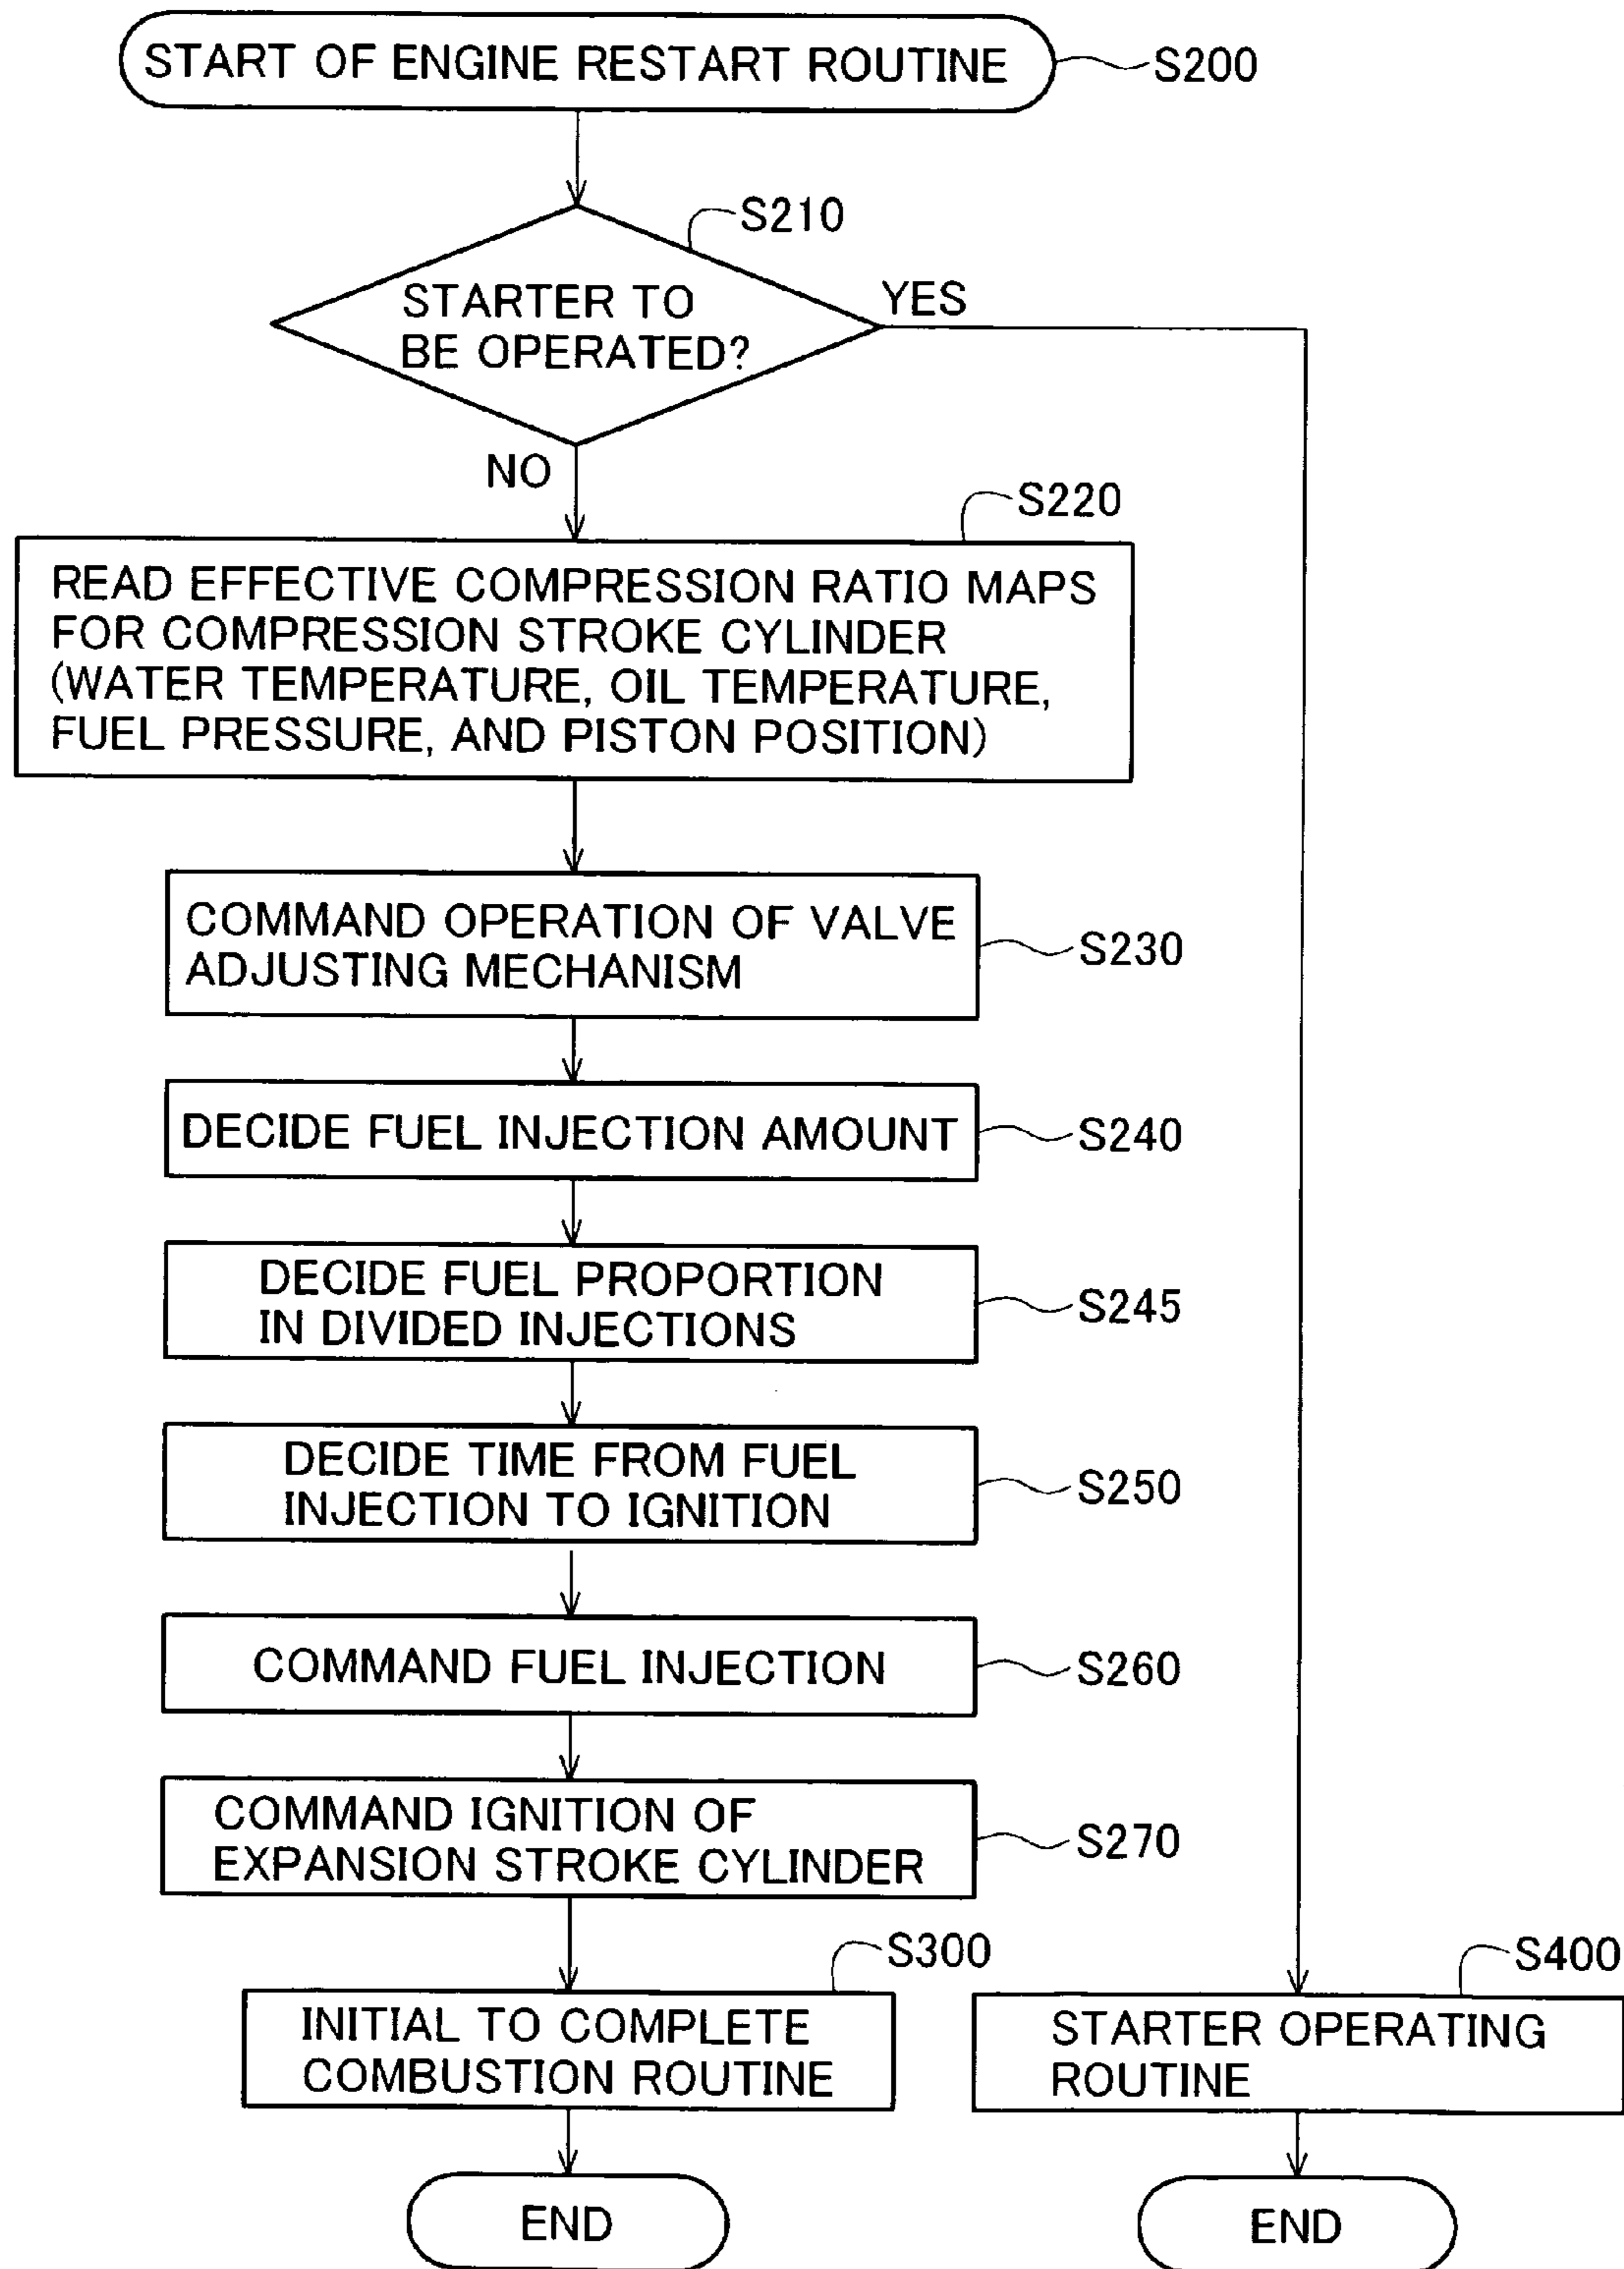 START OF ENGINE RESTART ROUTINE
S200
S210
STARTER TO
BE OPERATED?
YES
NO
S220
READ EFFECTIVE COMPRESSION RATIO MAPS
FOR COMPRESSION STROKE CYLINDER
(WATER TEMPERATURE, OIL TEMPERATURE,
FUEL PRESSURE, AND PISTON POSITION)
COMMAND OPERATION OF VALVE
ADJUSTING MECHANISM
S230
DECIDE FUEL INJECTION AMOUNT
S240
DECIDE FUEL PROPORTION
IN DIVIDED INJECTIONS
S245
DECIDE TIME FROM FUEL
INJECTION TO IGNITION
S250
COMMAND FUEL INJECTION
S260
COMMAND IGNITION OF
EXPANSION STROKE CYLINDER
S270
S300
INITIAL TO COMPLETE
COMBUSTION ROUTINE
END
S400
STARTER OPERATING
ROUTINE
END